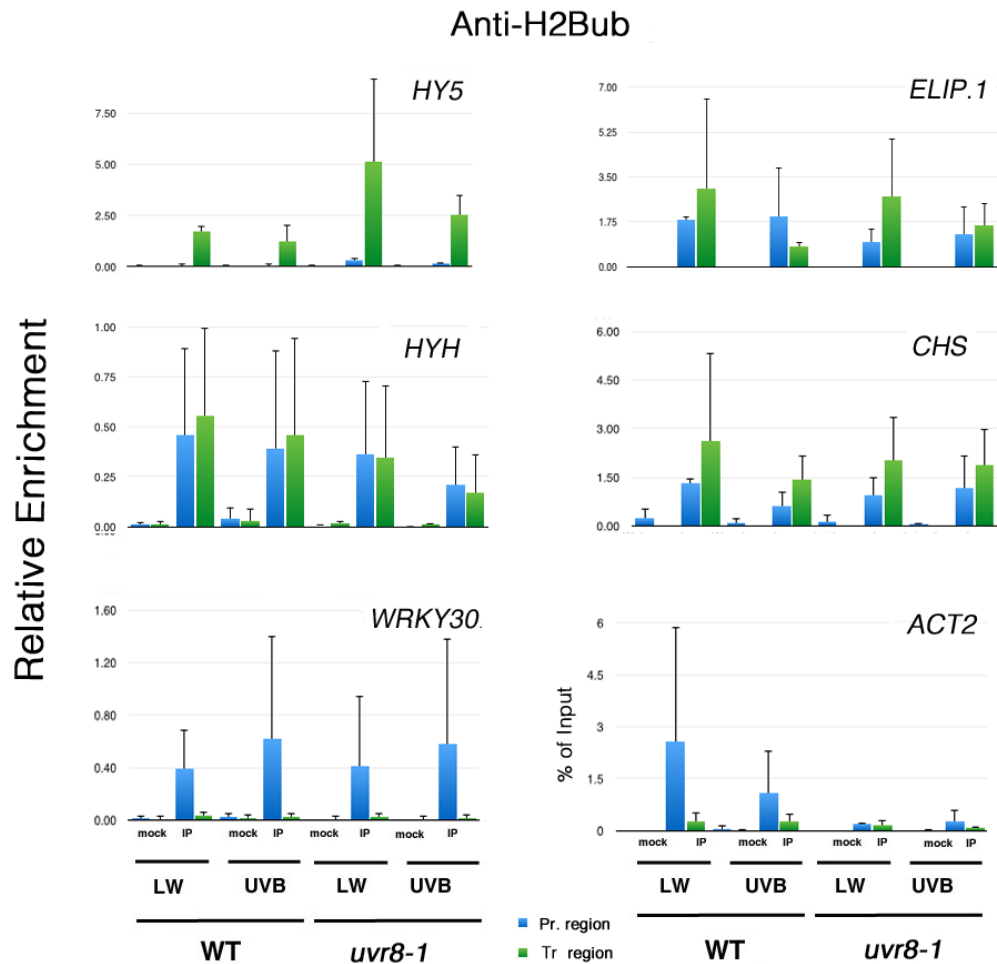 Anti-H2Bub
Relative Enrichment
HY5
7.50
5.00
2.50
0.00
ELIP.1
7.00
5.25
3.50
1.75
0.00
HYH
1.00
0.75
0.50
0.25
0.00
CHS
6.00
4.50
3.00
1.50
0.00
WRKY30
1.60
1.20
0.80
0.40
0.00
mock IP mock IP mock IP mock IP
LW UVB LW UVB
WT uvr8-1
ACT2
% of Input
6
4.5
3
1.5
0
mock IP mock IP mock IP mock IP
LW UVB LW UVB
WT uvr8-1
Pr. region
Tr region